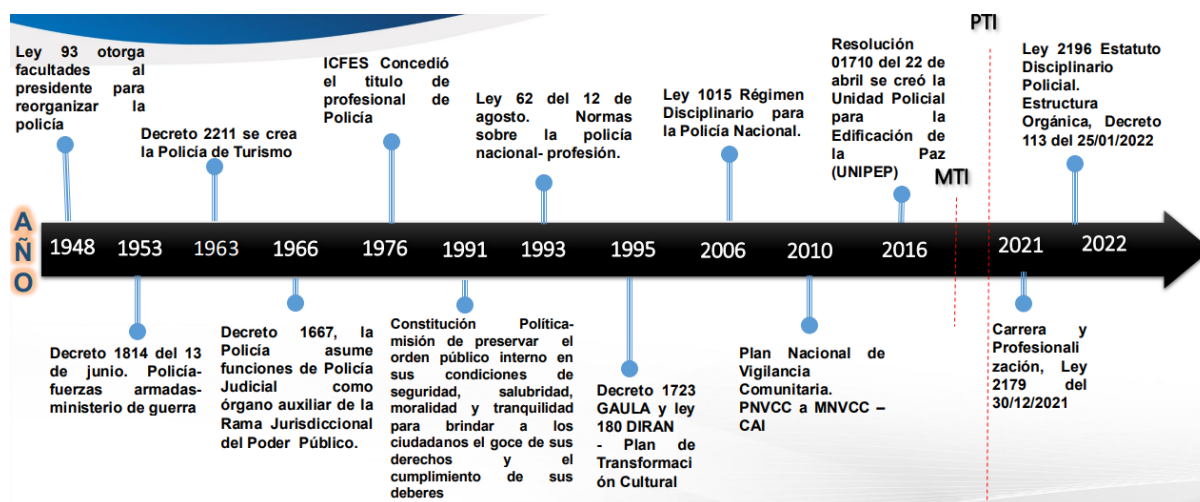 PTI
Ley 93 otorga
facultades al
presidente para
reorganizar la
policía
Decreto 2211 se crea
la Policía de Turismo
ICFES Concedió
el titulo de
profesional de
Policía
Ley 62 del 12 de
agosto. Normas
sobre la policía
nacional- profesión.
Ley 1015 Régimen
Disciplinario para
la Policía Nacional.
Resolución
01710 del 22 de
abril se creó la
Unidad Policial
para la
Edificación de
la Paz
(UNIPEP)
MTI
Ley 2196 Estatuto
Disciplinario
Policial.
Estructura
Orgánica, Decreto
113 del 25/01/2022
AÑO
1948 1953 1963 1966 1976 1991 1993 1995 2006 2010 2016 2021 2022
Decreto 1814 del 13
de junio. Policía-
fuerzas armadas-
ministerio de guerra
Decreto 1667, la
Policía asume
funciones de Policía
Judicial como
órgano auxiliar de la
Rama Jurisdiccional
del Poder Público.
Constitución Política-
misión de preservar el
orden público interno en
sus condiciones de
seguridad, salubridad,
moralidad y tranquilidad
para brindar a los
ciudadanos el goce de sus
derechos y el
cumplimiento de sus
deberes
Decreto 1723
GAULA y ley
180 DIRAN
- Plan de
Transformaci
ón Cultural
Plan Nacional de
Vigilancia
Comunitaria.
PNVCC a MNVCC –
CAI
Carrera y
Profesionali
zación, Ley
2179 del
30/12/2021